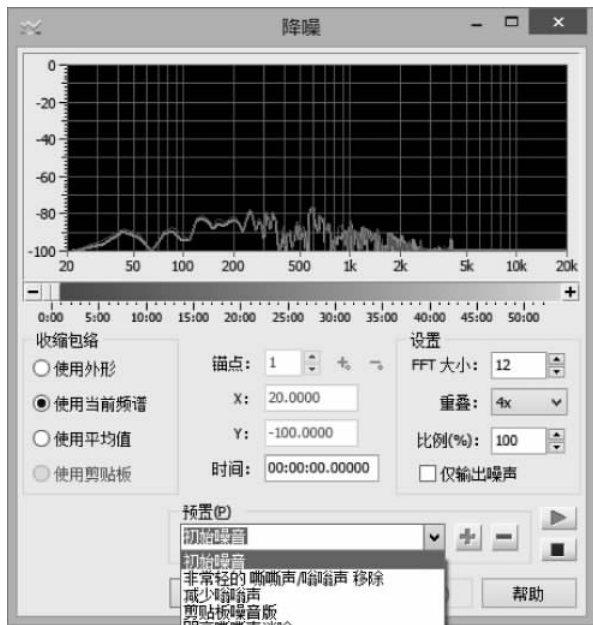 降噪
0
-20
-40
-60
-80
-100
20 50 100 200 500 1k 2k 5k 10k 20k
0:00 5:00 10:00 15:00 20:00 25:00 30:00 35:00 40:00 45:00 50:00
收缩包络
使用外形
使用当前频谱
使用平均值
使用剪贴板
锚点: 1
X: 20.0000
Y: -100.0000
时间: 00:00:00.00000
设置
FFT 大小: 12
重叠: 4x
比例(%): 100
仅输出噪声
预置(P)
初始噪音
初始噪音
非常轻的 嘶嘶声/嗡嗡声 移除
减少嗡嗡声
剪贴板噪音版
帮助